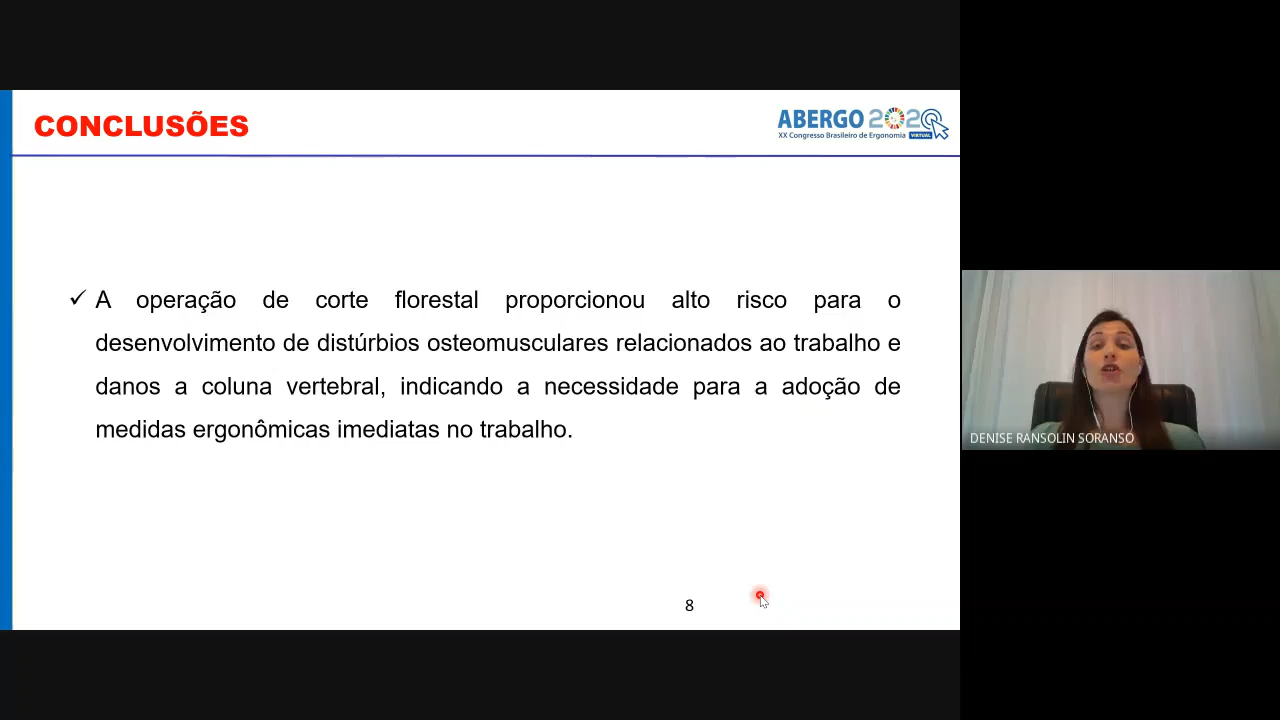 CONCLUSÕES
ABERGO 2020
XX Congresso Brasileiro de Ergonomia VIRTUAL
✓ A operação de corte florestal proporcionou alto risco para o
desenvolvimento de distúrbios osteomusculares relacionados ao trabalho e
danos a coluna vertebral, indicando a necessidade para a adoção de
medidas ergonômicas imediatas no trabalho.
DENISE RANSOLIN SORANSO
8